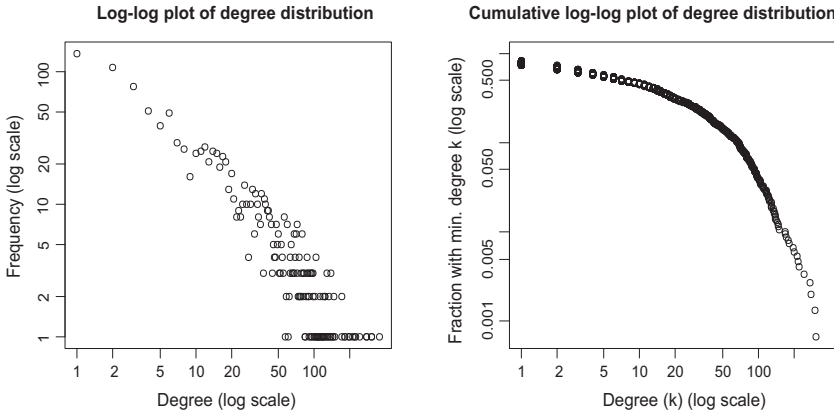 Log-log plot of degree distribution
Frequency (log scale)
100
50
20
10
5
2
1
1 2 5 10 20 50 100
Degree (log scale)
Cumulative log-log plot of degree distribution
Fraction with min. degree k (log scale)
0.500
0.050
0.005
0.001
1 2 5 10 20 50 100
Degree (k) (log scale)